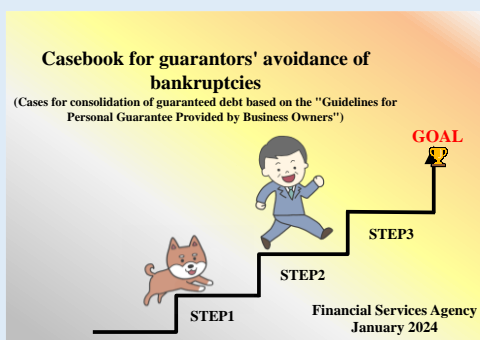 Casebook for guarantors' avoidance of
bankruptcies
(Cases for consolidation of guaranteed debt based on the "Guidelines for
Personal Guarantee Provided by Business Owners")
GOAL
STEP3
STEP2
STEP1
Financial Services Agency
January 2024